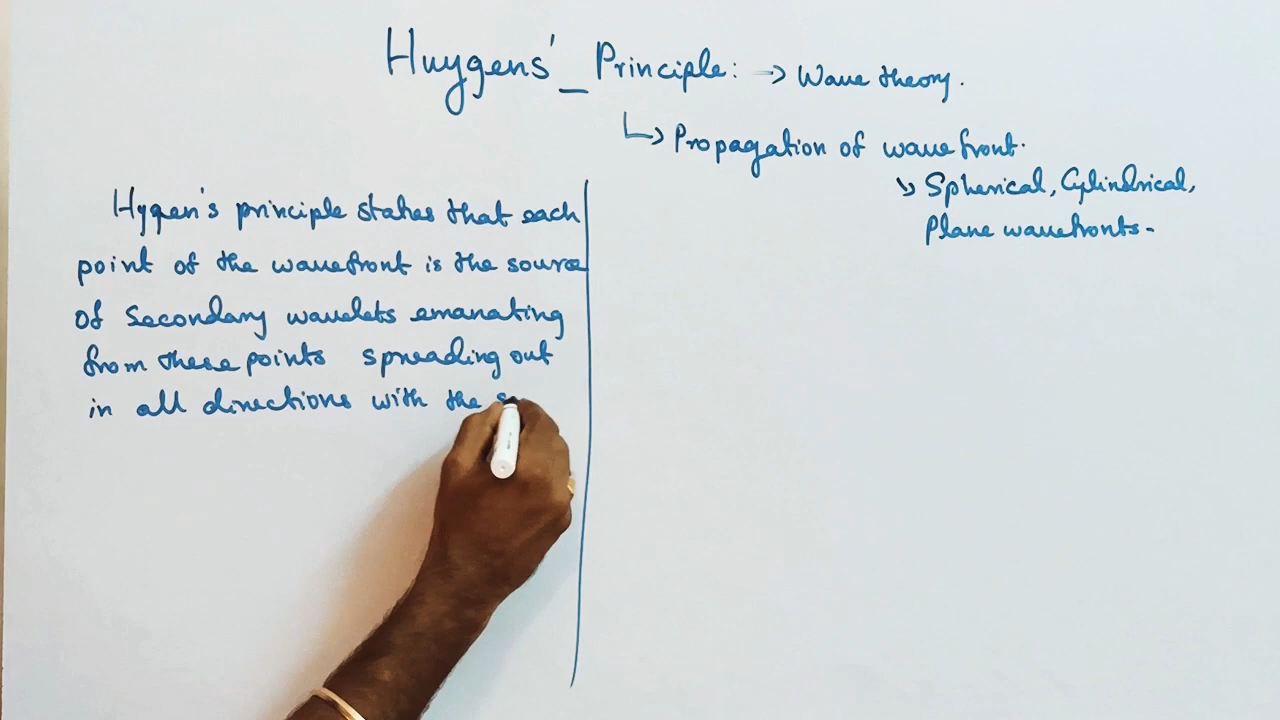 Huygens' Principle: → Wave theory.
↳ Propagation of wavefront.
↳ Spherical, Cylindrical,
Plane wavefronts.
Hygen's principle states that each
point of the wavefront is the source
of secondary wavelets emanating
from these points spreading out
in all directions with the s